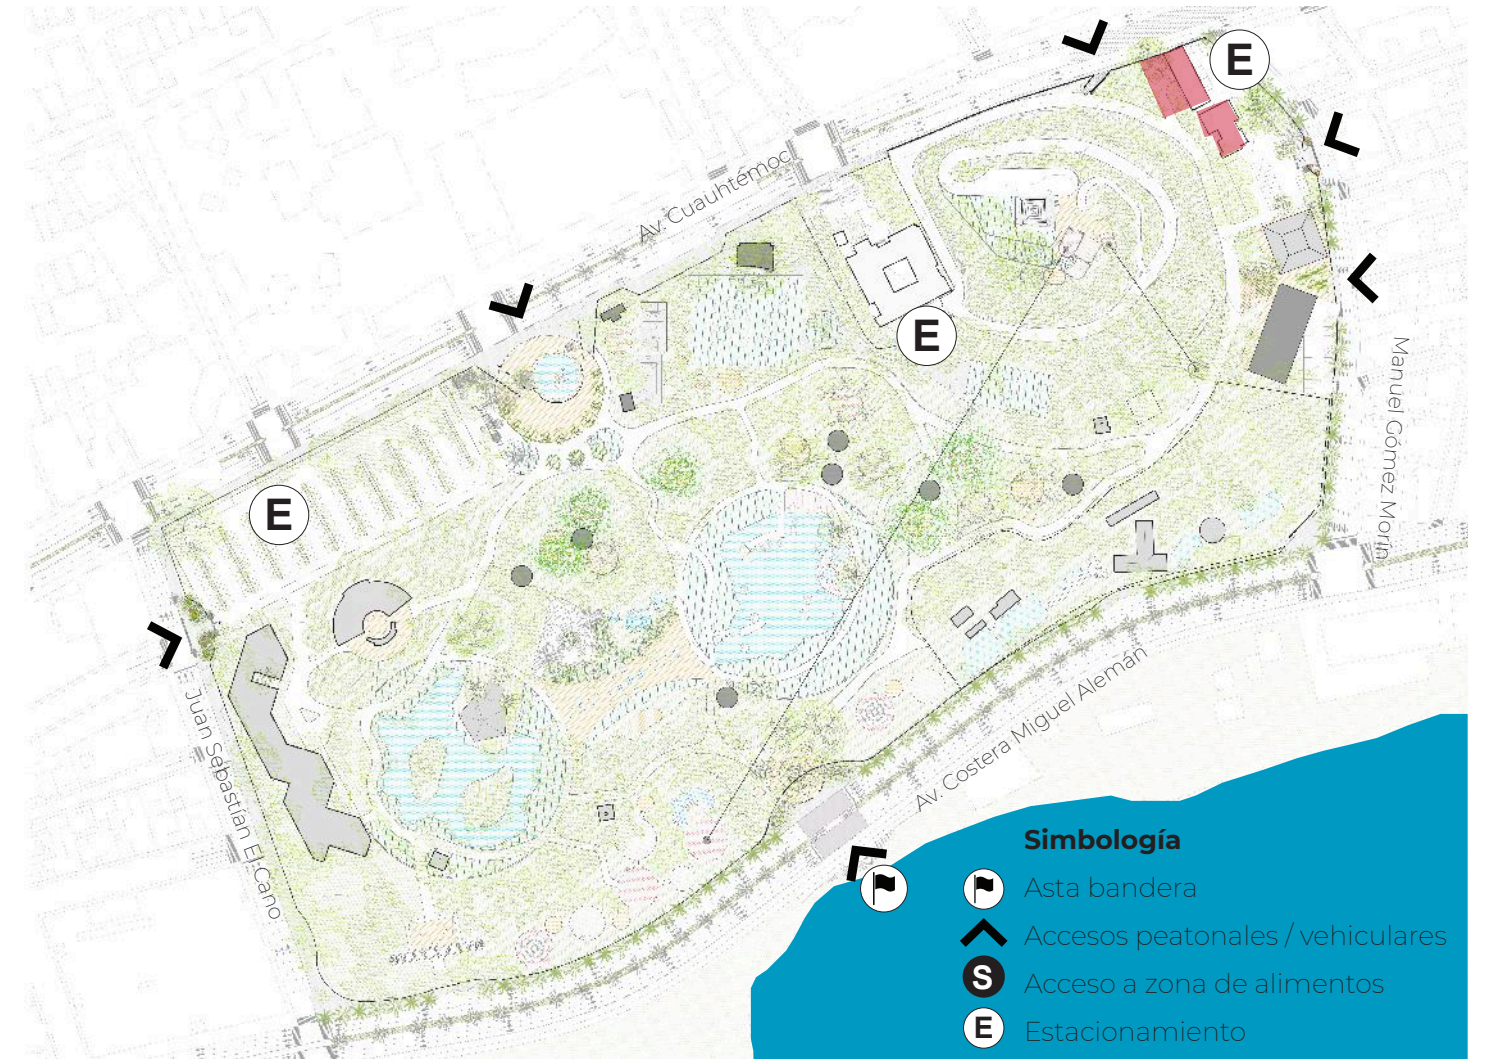 E
Av. Cuauhtémoc
E
Manuel Gómez Morín
E
Juan Sebastían El Cano
Av. Costera Miguel Alemán
Simbología
Asta bandera
Accesos peatonales / vehiculares
S Acceso a zona de alimentos
E Estacionamiento